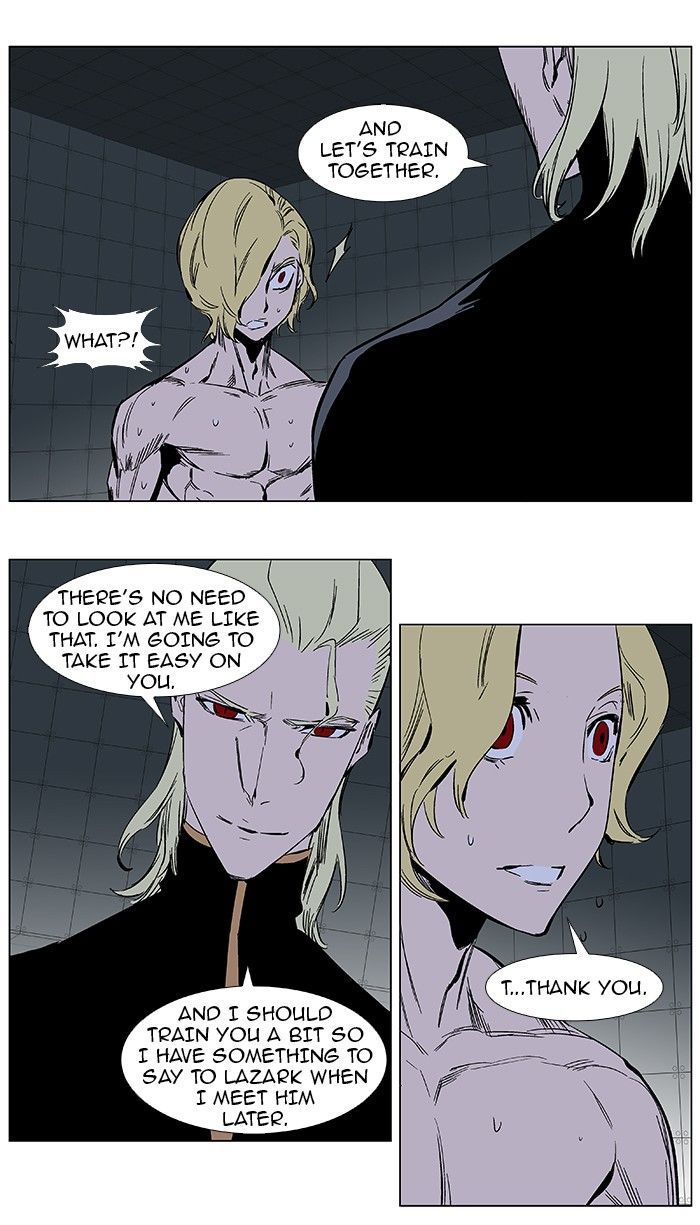 AND
LET'S TRAIN
TOGETHER.
WHAT?!
THERE'S NO NEED
TO LOOK AT ME LIKE
THAT. I'M GOING TO
TAKE IT EASY ON
YOU.
AND I SHOULD
TRAIN YOU A BIT SO
I HAVE SOMETHING TO
SAY TO LAZARK WHEN
I MEET HIM
LATER.
T...THANK YOU.